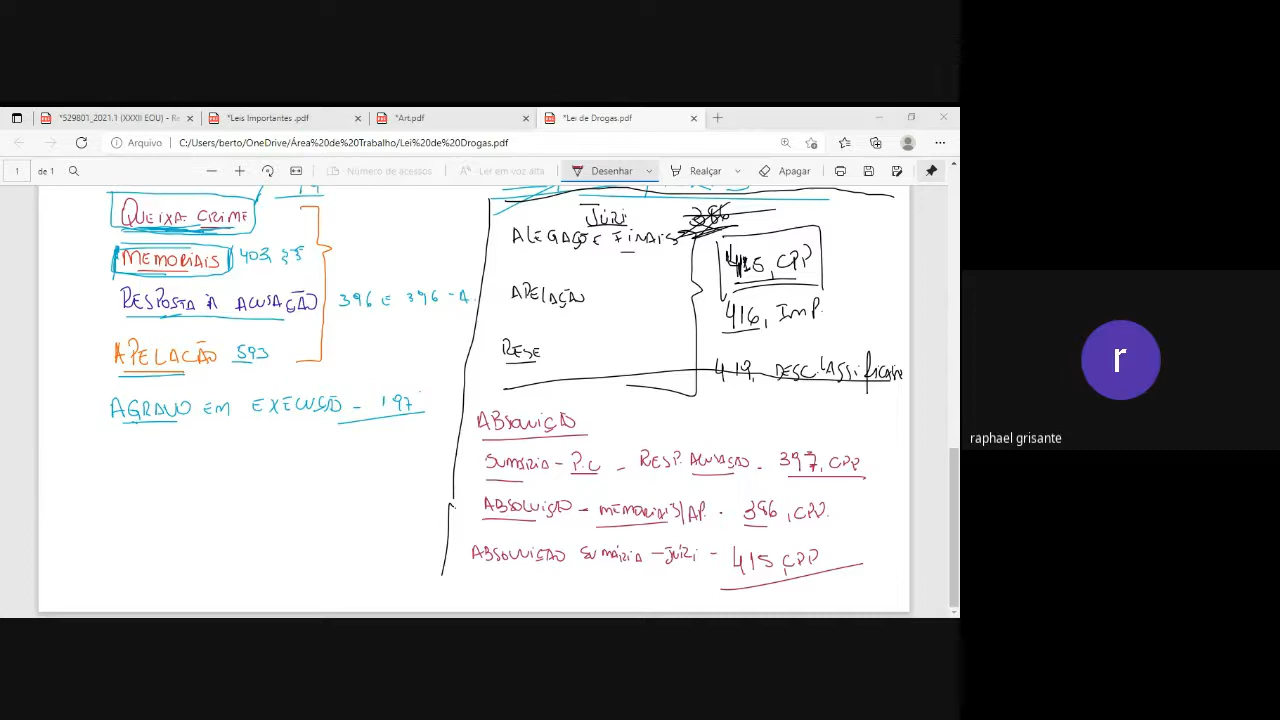 *529801_2021.1 (XXXII EOU) - Re
*Leis Importantes .pdf
*Art.pdf
*Lei de Drogas.pdf
Arquivo
C:/Users/berto/OneDrive/Área%20de%20Trabalho/Lei%20de%20Drogas.pdf
1
de 1
Número de acessos
Ler em voz alta
Desenhar
Realçar
Apagar
QUEIXA CRIME
MEMORIAIS 403, §3
RESPOSTA À ACUSAÇÃO 396 E 396-A.
APELAÇÃO 593
AGRAVO EM EXECUSÃO - 197
JÚRI
ALEGAÇÕE FINAIS
APELAÇÃO
RESE
, CPP
416, IMP.
419, DESCLASSIFICAÇÃO
ABSOLVIÇÃO
SUMÁRIA - P.C - RESP. ACUSAÇÃO - 397, CPP
ABSOLVIÇÃO - MEMORIAIS/AP. - 386, CPP.
ABSOLVIÇÃO SUMÁRIA - JÚRI - 415, CPP
r
raphael grisante